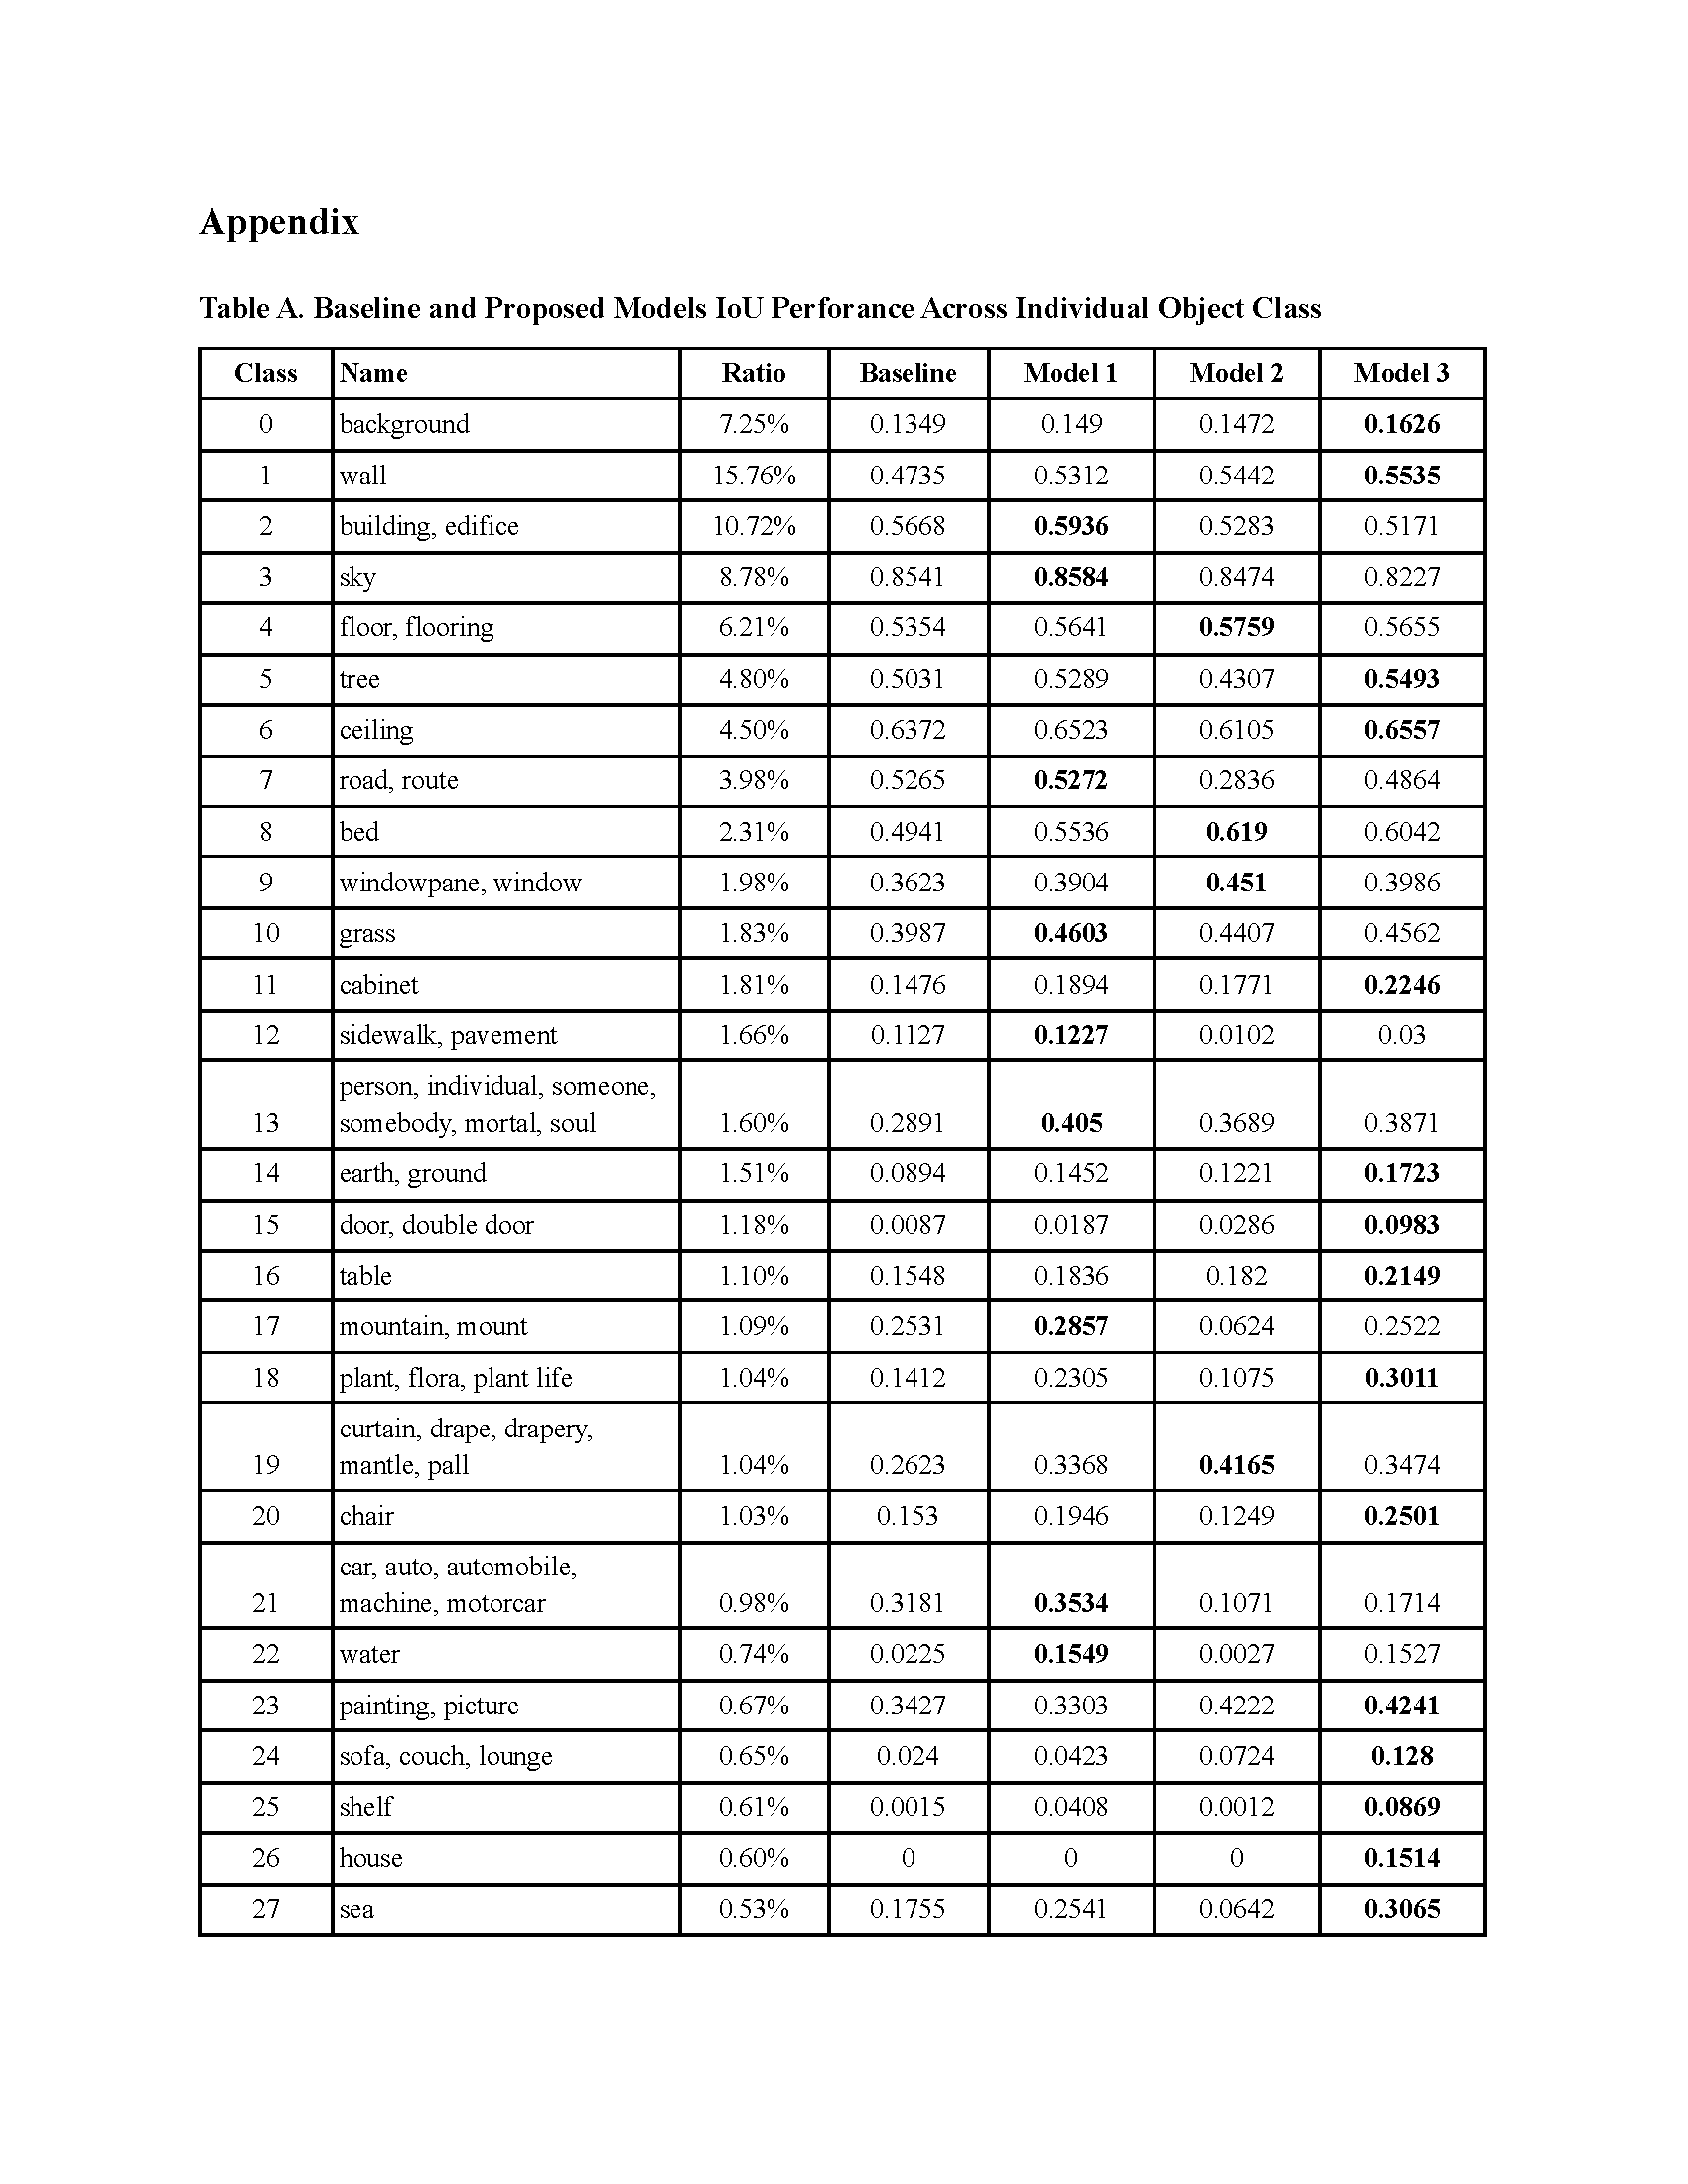 Appendix
Table A. Baseline and Proposed Models IoU Perforance Across Individual Object Class
Class Name Ratio Baseline Model 1 Model 2 Model 3
0 background 7.25% 0.1349 0.149 0.1472 0.1626
1 wall 15.76% 0.4735 0.5312 0.5442 0.5535
2 building, edifice 10.72% 0.5668 0.5936 0.5283 0.5171
3 sky 8.78% 0.8541 0.8584 0.8474 0.8227
4 floor, flooring 6.21% 0.5354 0.5641 0.5759 0.5655
5 tree 4.80% 0.5031 0.5289 0.4307 0.5493
6 ceiling 4.50% 0.6372 0.6523 0.6105 0.6557
7 road, route 3.98% 0.5265 0.5272 0.2836 0.4864
8 bed 2.31% 0.4941 0.5536 0.619 0.6042
9 windowpane, window 1.98% 0.3623 0.3904 0.451 0.3986
10 grass 1.83% 0.3987 0.4603 0.4407 0.4562
11 cabinet 1.81% 0.1476 0.1894 0.1771 0.2246
12 sidewalk, pavement 1.66% 0.1127 0.1227 0.0102 0.03
person, individual, someone,
13 somebody, mortal, soul 1.60% 0.2891 0.405 0.3689 0.3871
14 earth, ground 1.51% 0.0894 0.1452 0.1221 0.1723
15 door, double door 1.18% 0.0087 0.0187 0.0286 0.0983
16 table 1.10% 0.1548 0.1836 0.182 0.2149
17 mountain, mount 1.09% 0.2531 0.2857 0.0624 0.2522
18 plant, flora, plant life 1.04% 0.1412 0.2305 0.1075 0.3011
curtain, drape, drapery,
19 mantle, pall 1.04% 0.2623 0.3368 0.4165 0.3474
20 chair 1.03% 0.153 0.1946 0.1249 0.2501
car, auto, automobile,
21 machine, motorcar 0.98% 0.3181 0.3534 0.1071 0.1714
22 water 0.74% 0.0225 0.1549 0.0027 0.1527
23 painting, picture 0.67% 0.3427 0.3303 0.4222 0.4241
24 sofa, couch, lounge 0.65% 0.024 0.0423 0.0724 0.128
25 shelf 0.61% 0.0015 0.0408 0.0012 0.0869
26 house 0.60% 0 0 0 0.1514
27 sea 0.53% 0.1755 0.2541 0.0642 0.3065